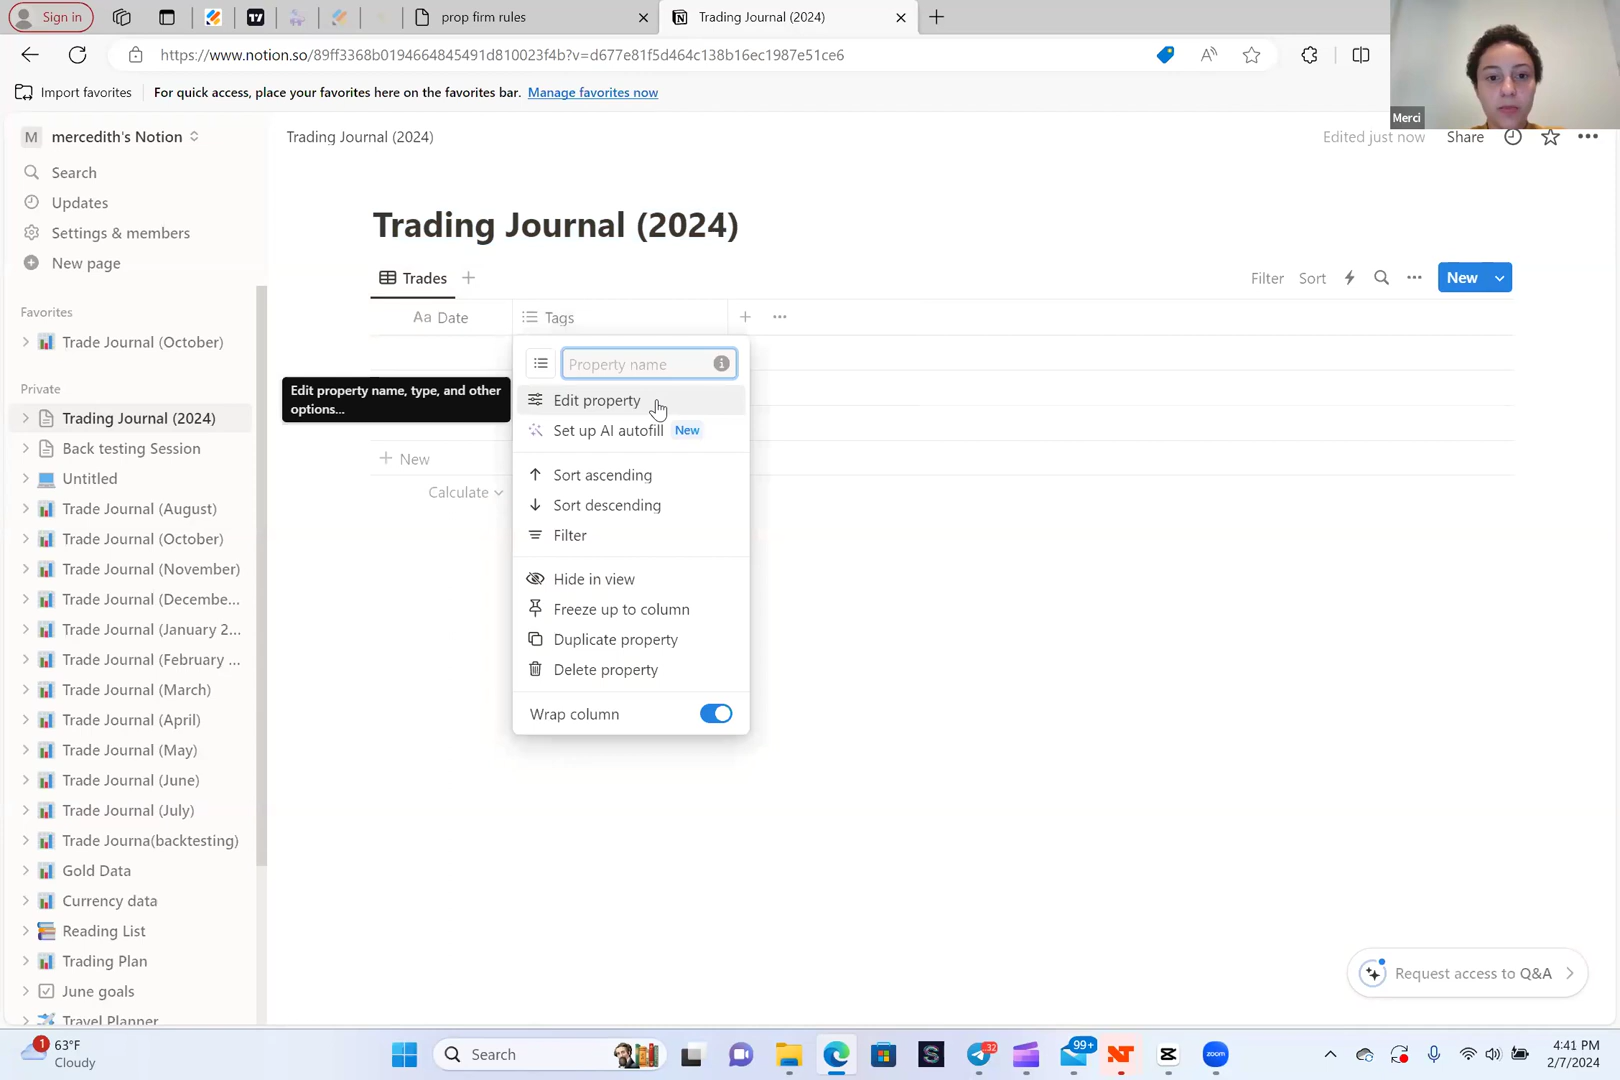 Sign in
prop firm rules
Trading Journal (2024)
https://www.notion.so/89ff3368b0194664845491d810023f4b?v=d677e81f5d464c138b16ec1987e51ce6
Import favorites
For quick access, place your favorites here on the favorites bar. Manage favorites now
Merci
M mercedith's Notion
Trading Journal (2024)
Edited just now
Share
Search
Updates
Settings & members
New page
Favorites
Trade Journal (October)
Private
Trading Journal (2024)
Back testing Session
Untitled
Trade Journal (August)
Trade Journal (October)
Trade Journal (November)
Trade Journal (Decembe...
Trade Journal (January 2...
Trade Journal (February ...
Trade Journal (March)
Trade Journal (April)
Trade Journal (May)
Trade Journal (June)
Trade Journal (July)
Trade Journa(backtesting)
Gold Data
Currency data
Reading List
Trading Plan
June goals
Travel Planner
Trading Journal (2024)
Trades
Filter
Sort
New
Aa Date
Tags
Property name
Edit property name, type, and other
options...
Edit property
Set up AI autofill New
Sort ascending
Sort descending
Filter
Hide in view
Freeze up to column
Duplicate property
Delete property
Wrap column
New
Calculate
Request access to Q&A
1
63°F
Cloudy
Search
32
99+
NT
zoom
4:41 PM
2/7/2024